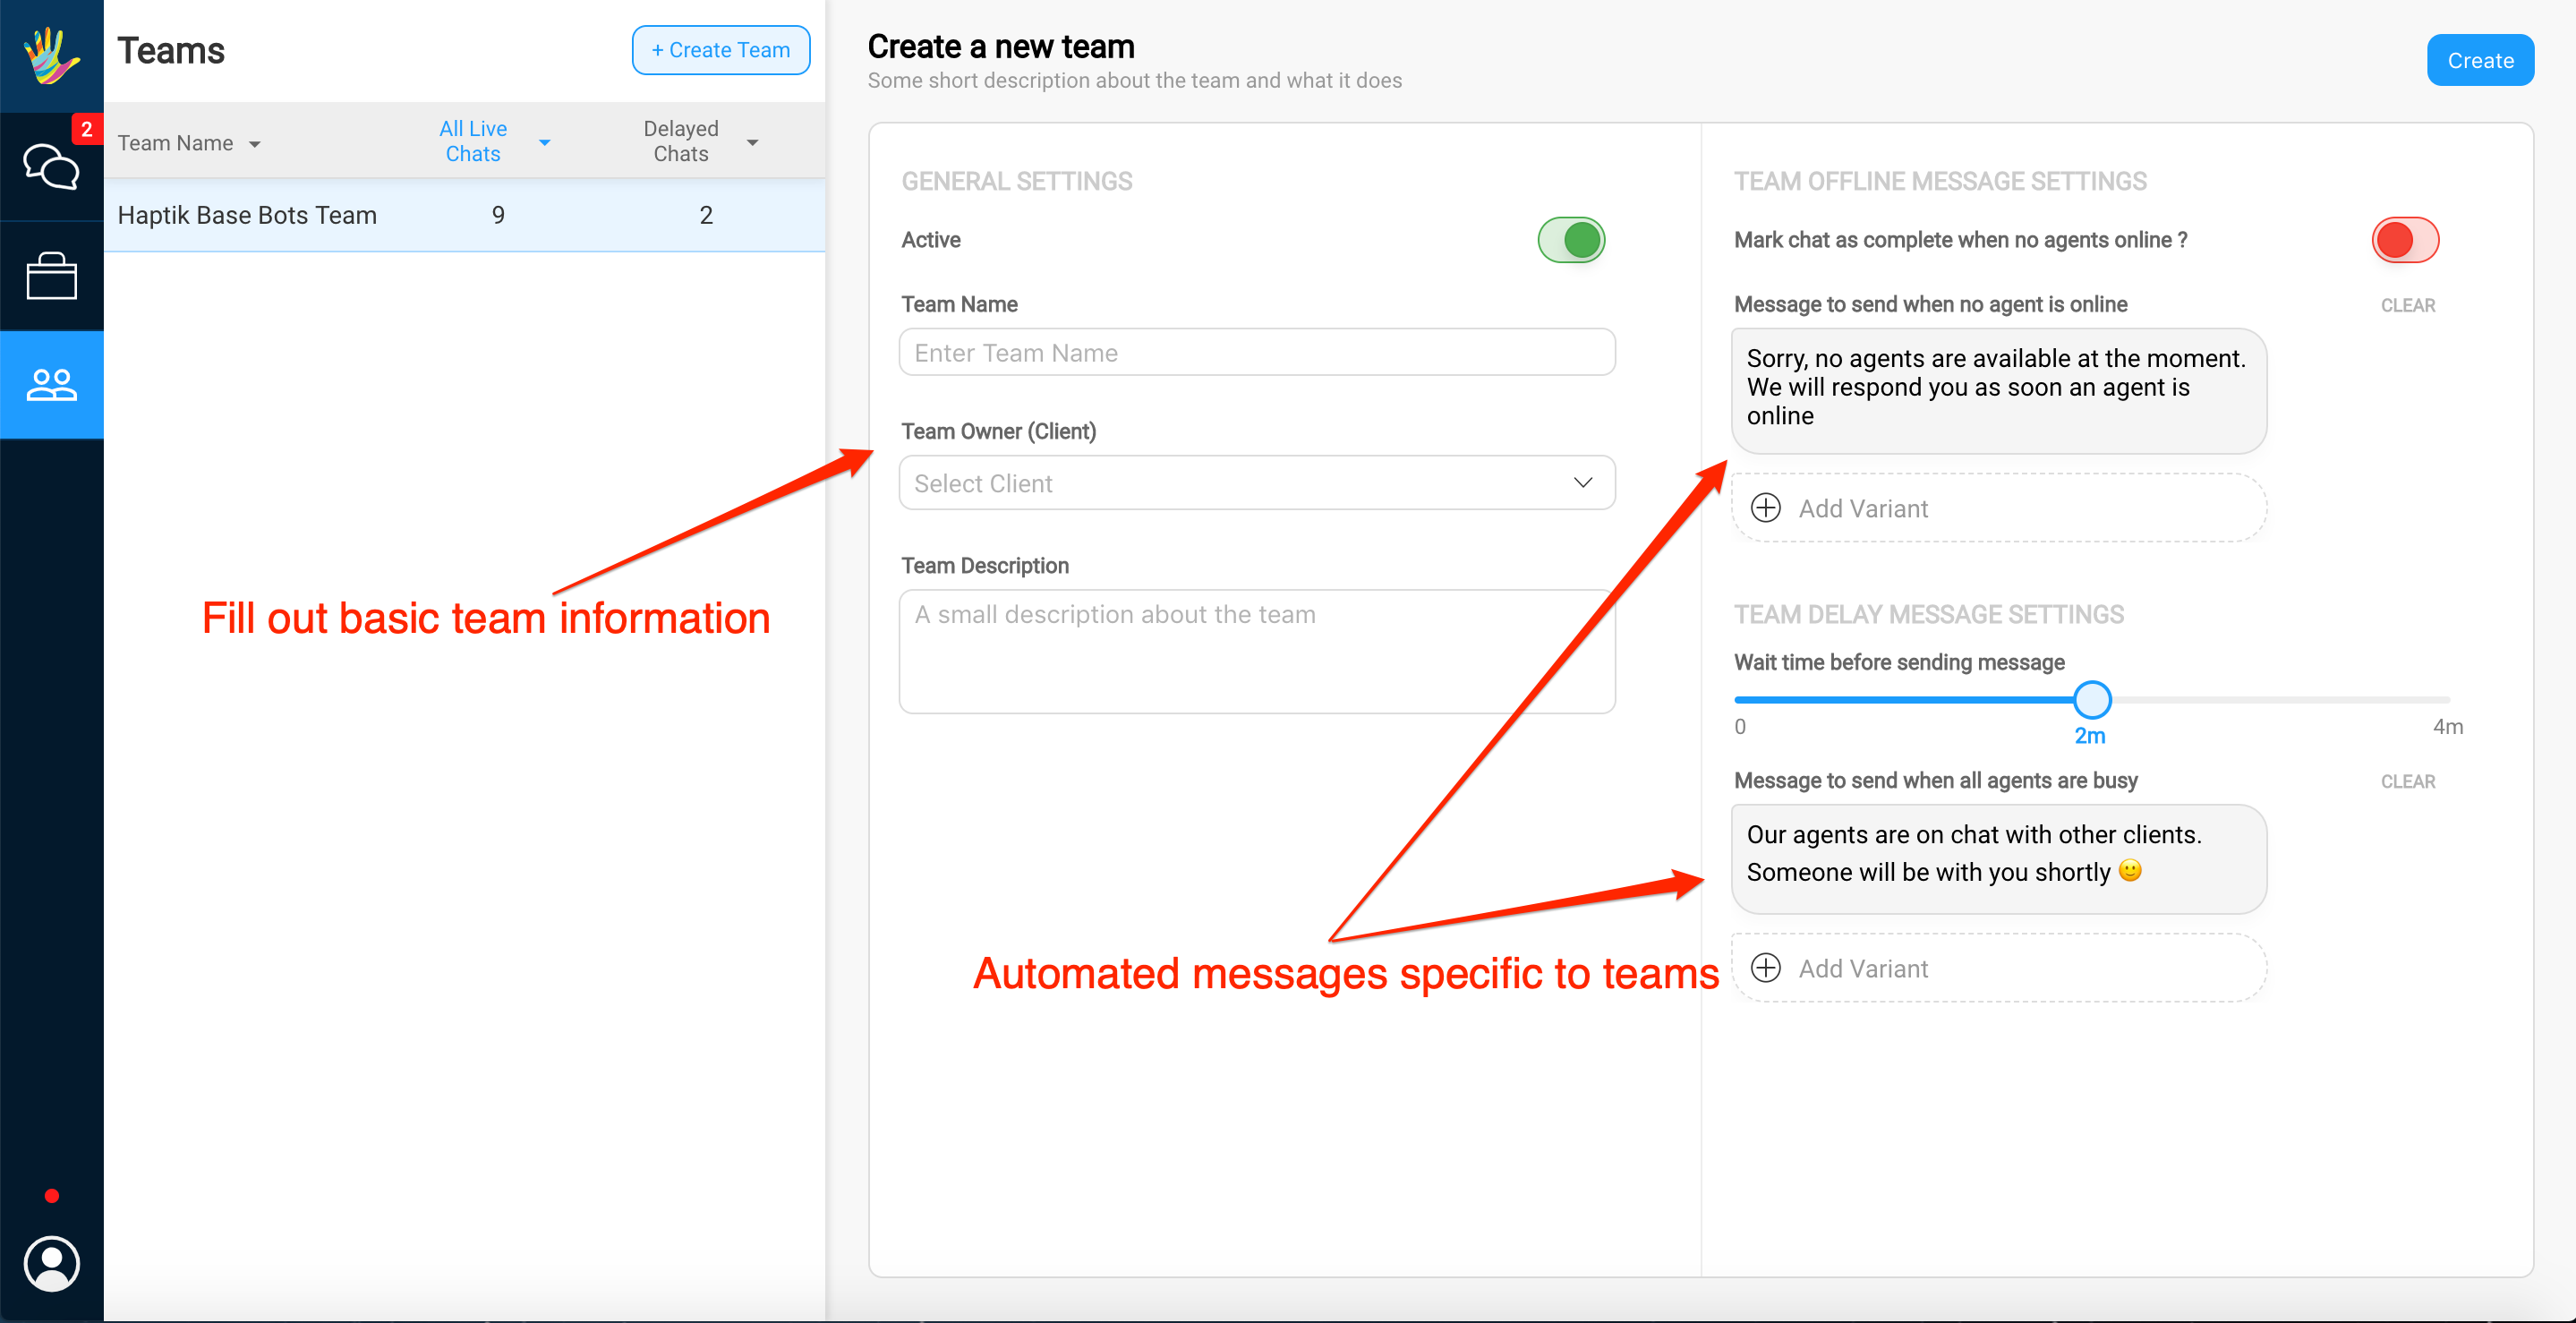 Teams
+ Create Team
2
Team Name
All Live
Chats
Delayed
Chats
Haptik Base Bots Team
9
2
Fill out basic team information
Create a new team
Some short description about the team and what it does
Create
GENERAL SETTINGS
Active
Team Name
Enter Team Name
Team Owner (Client)
Select Client
Team Description
A small description about the team
Automated messages specific to teams
TEAM OFFLINE MESSAGE SETTINGS
Mark chat as complete when no agents online ?
Message to send when no agent is online
CLEAR
Sorry, no agents are available at the moment.
We will respond you as soon an agent is
online
Add Variant
TEAM DELAY MESSAGE SETTINGS
Wait time before sending message
0
2m
4m
Message to send when all agents are busy
CLEAR
Our agents are on chat with other clients.
Someone will be with you shortly 🙂
Add Variant